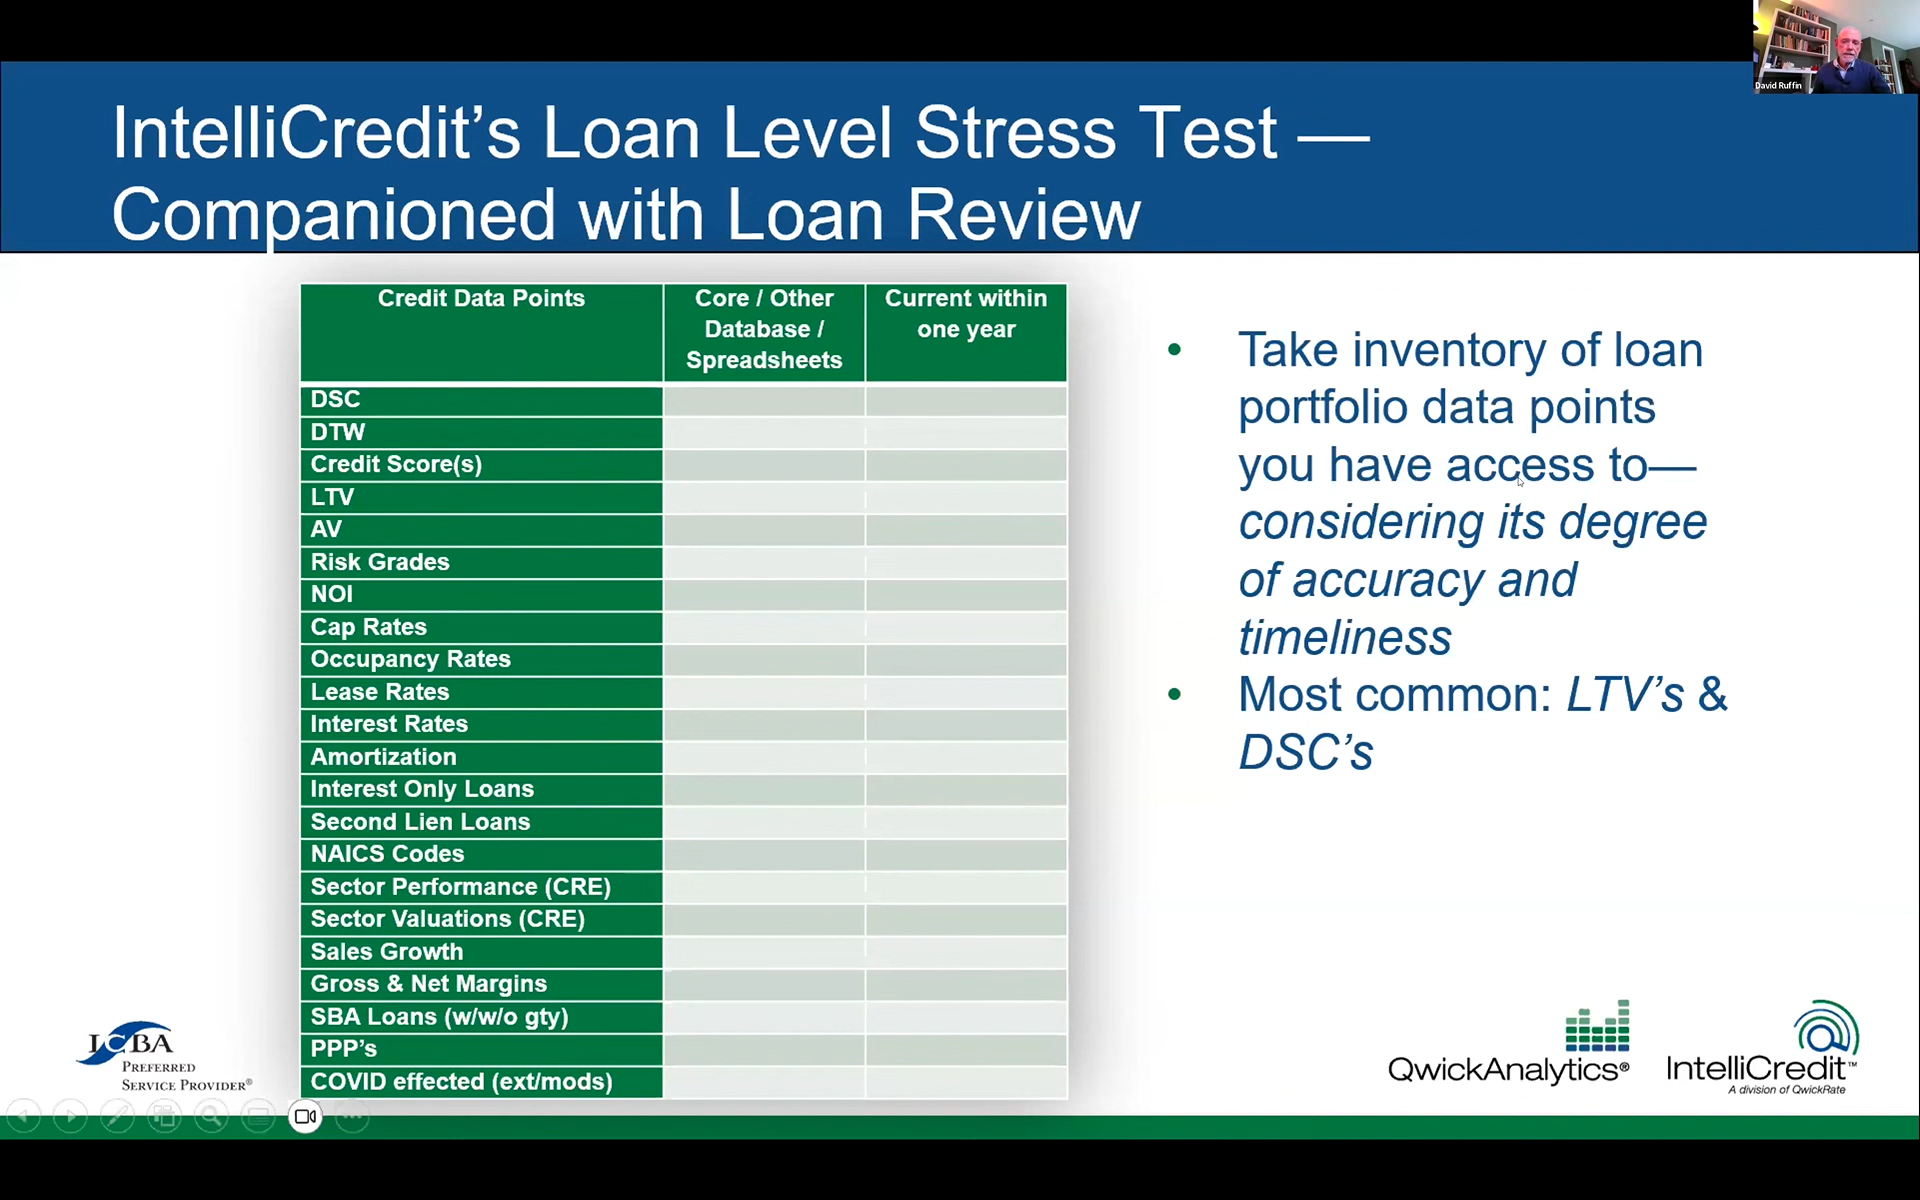 David Ruffin
IntelliCredit’s Loan Level Stress Test —
Companioned with Loan Review
Credit Data Points
Core / Other
Database /
Spreadsheets
Current within
one year
DSC
DTW
Credit Score(s)
LTV
AV
Risk Grades
NOI
Cap Rates
Occupancy Rates
Lease Rates
Interest Rates
Amortization
Interest Only Loans
Second Lien Loans
NAICS Codes
Sector Performance (CRE)
Sector Valuations (CRE)
Sales Growth
Gross & Net Margins
SBA Loans (w/w/o gty)
PPP’s
COVID effected (ext/mods)
• Take inventory of loan
portfolio data points
you have access to—
considering its degree
of accuracy and
timeliness
• Most common: LTV’s &
DSC’s
ICBA
PREFERRED
SERVICE PROVIDER®
QwickAnalytics®
IntelliCredit™
A division of QwickRate